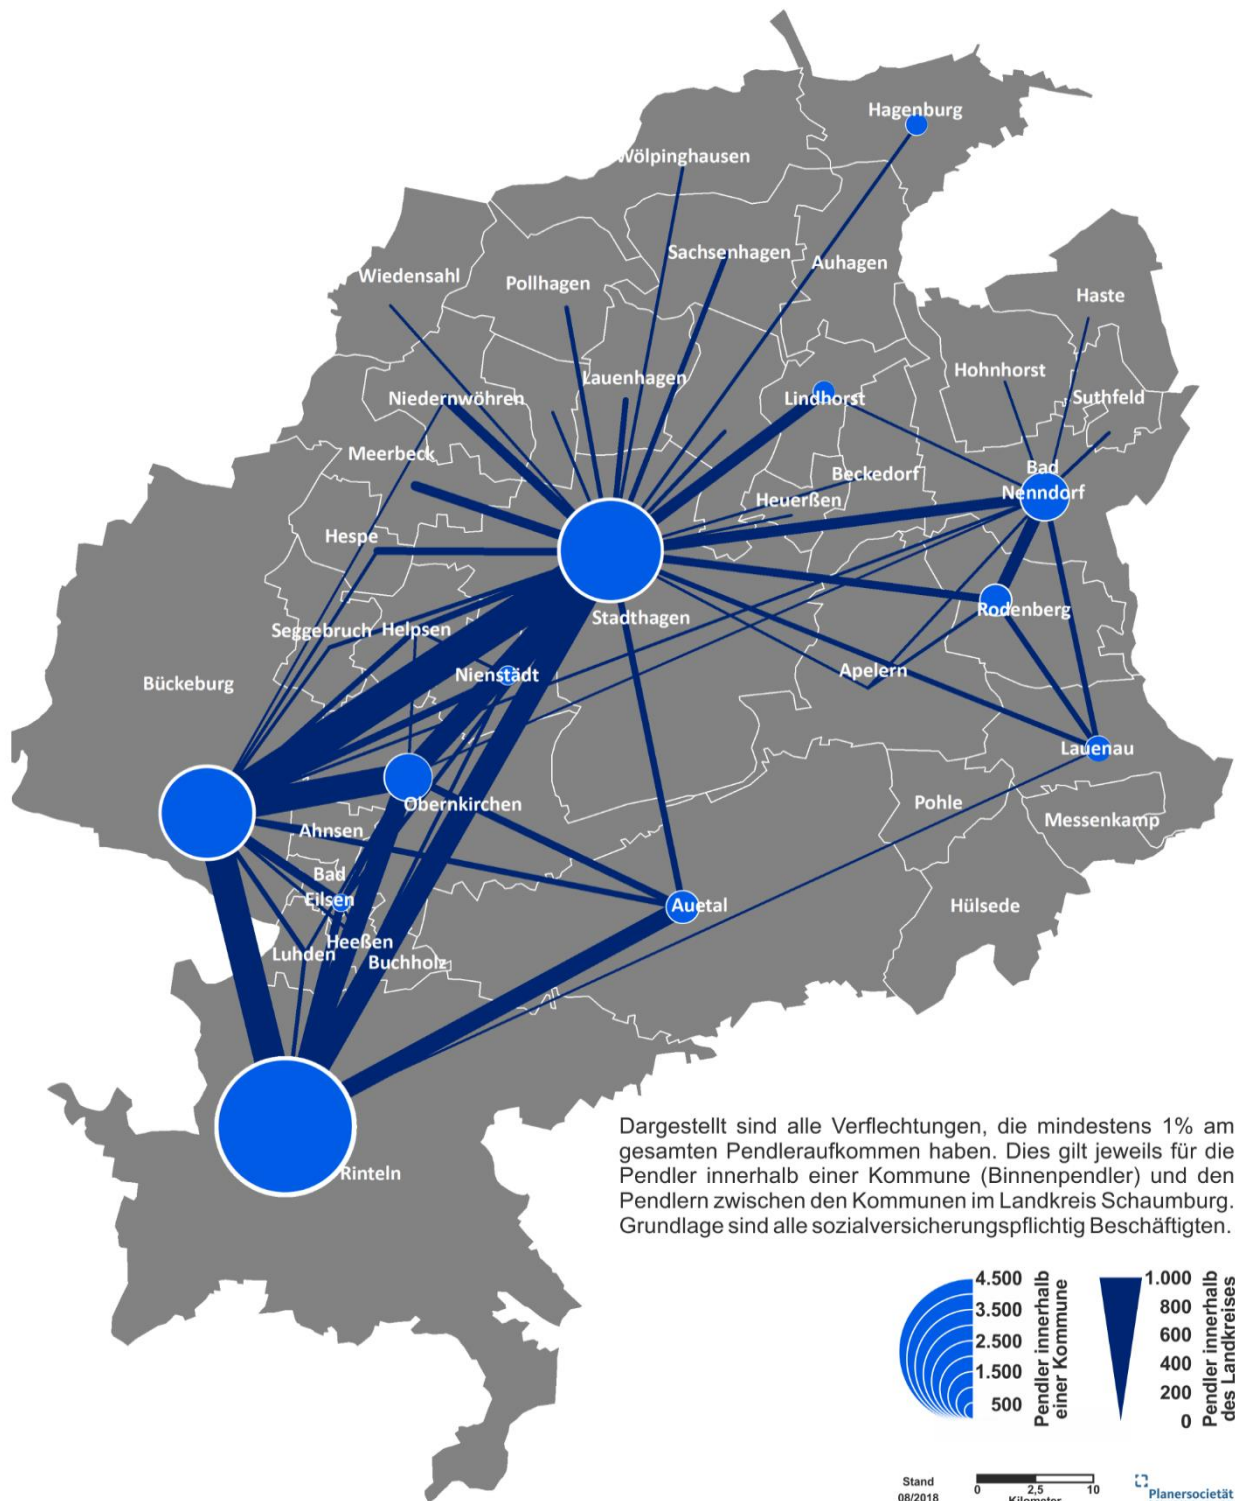 Hagenburg
Wölpinghausen
Sachsenhagen
Auhagen
Wiedensahl
Pollhagen
Haste
Hohnhorst
Lauenhagen
Niedernwöhren
Lindhorst
Suthfeld
Meerbeck
Beckedorf
Bad
Nenndorf
Heuerßen
Hespe
Stadthagen
Rodenberg
Seggebruch
Helpsen
Nienstädt
Apelern
Bückeburg
Lauenau
Obernkirchen
Pohle
Messenkamp
Ahnsen
Bad
Eilsen
Auetal
Hülsede
Heeßen
Luhden
Buchholz
Rinteln
Dargestellt sind alle Verflechtungen, die mindestens 1% am
gesamten Pendleraufkommen haben. Dies gilt jeweils für die
Pendler innerhalb einer Kommune (Binnenpendler) und den
Pendlern zwischen den Kommunen im Landkreis Schaumburg.
Grundlage sind alle sozialversicherungspflichtig Beschäftigten.
4.500
3.500
2.500
1.500
500
Pendler innerhalb
einer Kommune
1.000
800
600
400
200
0
Pendler innerhalb
des Landkreises
Stand
08/2018
0 2,5 10
Kilometer
Planersocietät